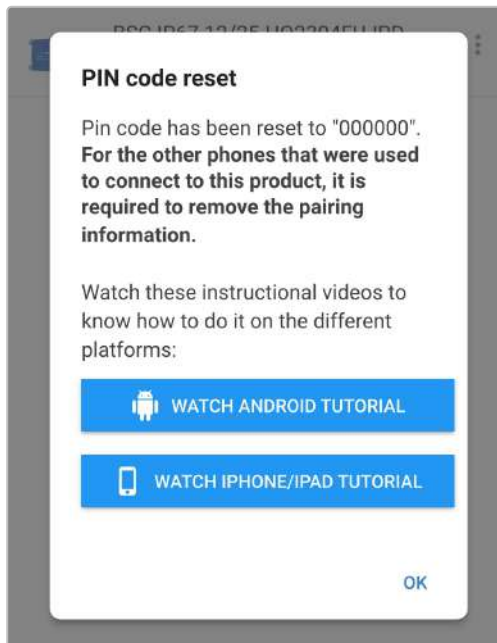 PIN code reset
Pin code has been reset to "000000".
For the other phones that were used
to connect to this product, it is
required to remove the pairing
information.
Watch these instructional videos to
know how to do it on the different
platforms:
WATCH ANDROID TUTORIAL
WATCH IPHONE/IPAD TUTORIAL
OK